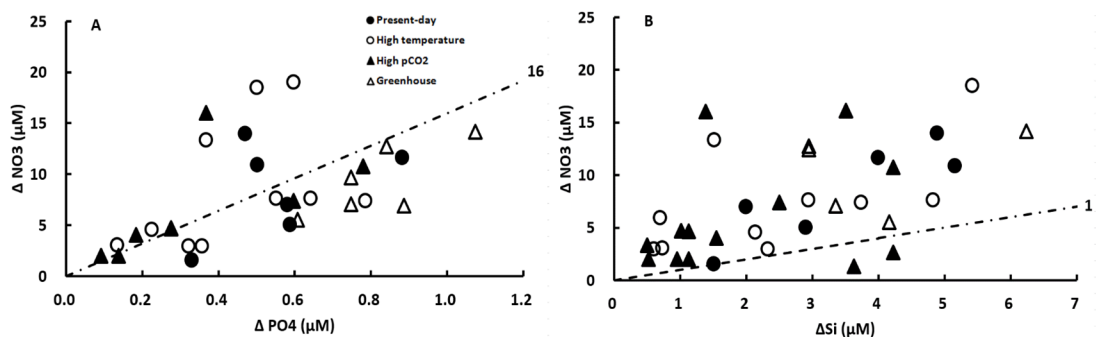 A
Present-day
High temperature
High pCO2
Greenhouse
16
25
20
15
10
5
0
Δ NO3 (μM)
0.0 0.2 0.4 0.6 0.8 1.0 1.2
Δ PO4 (μM)
B
1
25
20
15
10
5
0
Δ NO3 (μM)
0 1 2 3 4 5 6 7
ΔSi (μM)